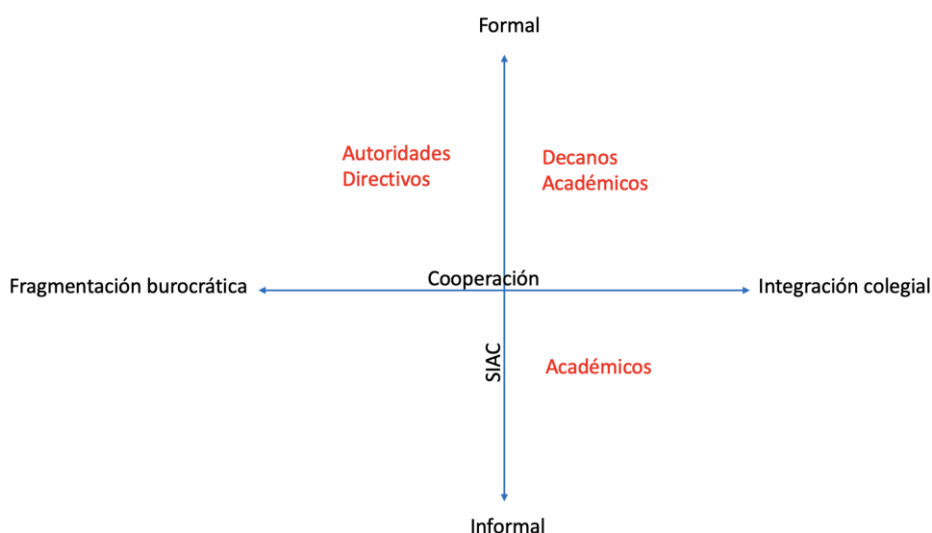 Formal
Autoridades
Directivos
Decanos
Académicos
Cooperación
Fragmentación burocrática
Integración colegial
SIAC
Académicos
Informal